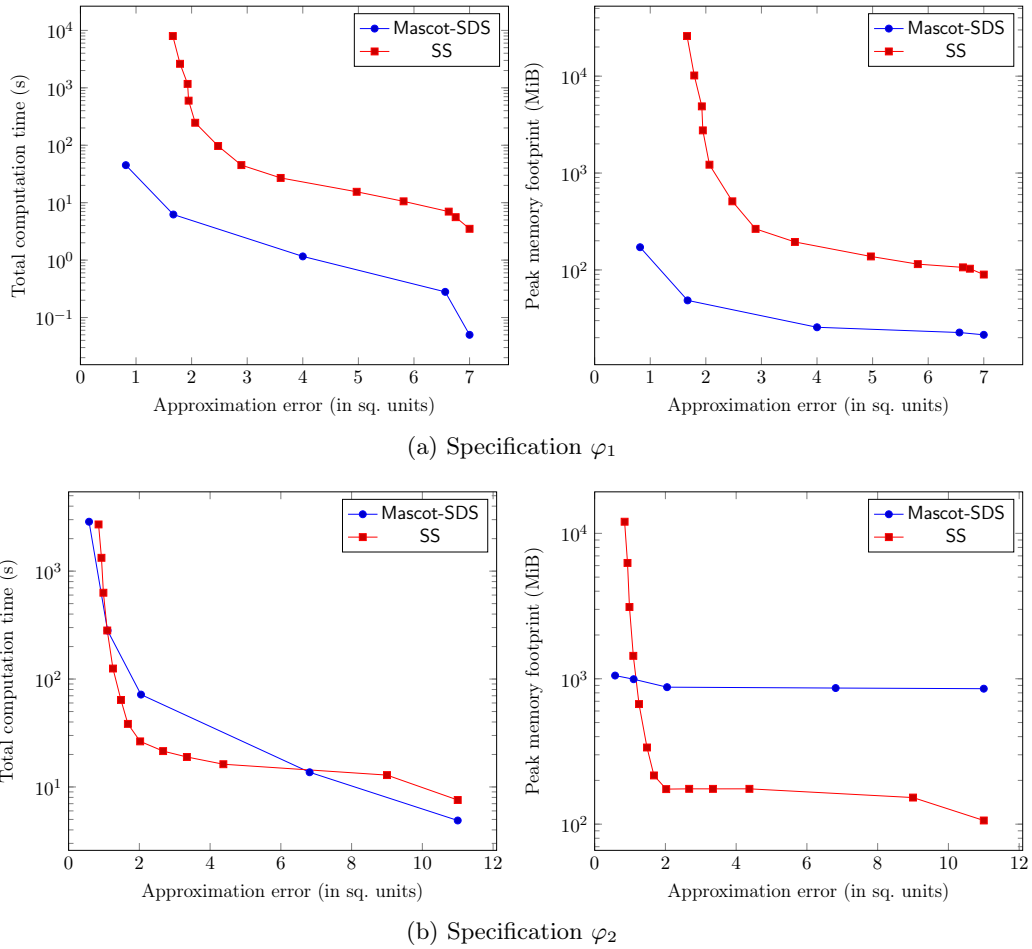 Mascot-SDS
SS
10^4
10^3
10^2
10^1
10^0
10^{-1}
Total computation time (s)
0 1 2 3 4 5 6 7
Approximation error (in sq. units)
Mascot-SDS
SS
10^4
10^3
10^2
Peak memory footprint (MiB)
0 1 2 3 4 5 6 7
Approximation error (in sq. units)
(a) Specification φ_1
Mascot-SDS
SS
10^3
10^2
10^1
Total computation time (s)
0 2 4 6 8 10 12
Approximation error (in sq. units)
Mascot-SDS
SS
10^4
10^3
10^2
Peak memory footprint (MiB)
0 2 4 6 8 10 12
Approximation error (in sq. units)
(b) Specification φ_2